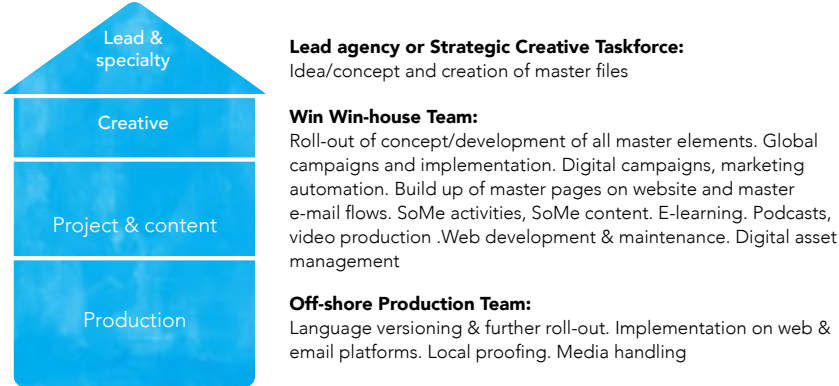 Lead &
specialty
Creative
Project & content
Production
Lead agency or Strategic Creative Taskforce:
Idea/concept and creation of master files
Win Win-house Team:
Roll-out of concept/development of all master elements. Global
campaigns and implementation. Digital campaigns, marketing
automation. Build up of master pages on website and master
e-mail flows. SoMe activities, SoMe content. E-learning. Podcasts,
video production .Web development & maintenance. Digital asset
management
Off-shore Production Team:
Language versioning & further roll-out. Implementation on web &
email platforms. Local proofing. Media handling